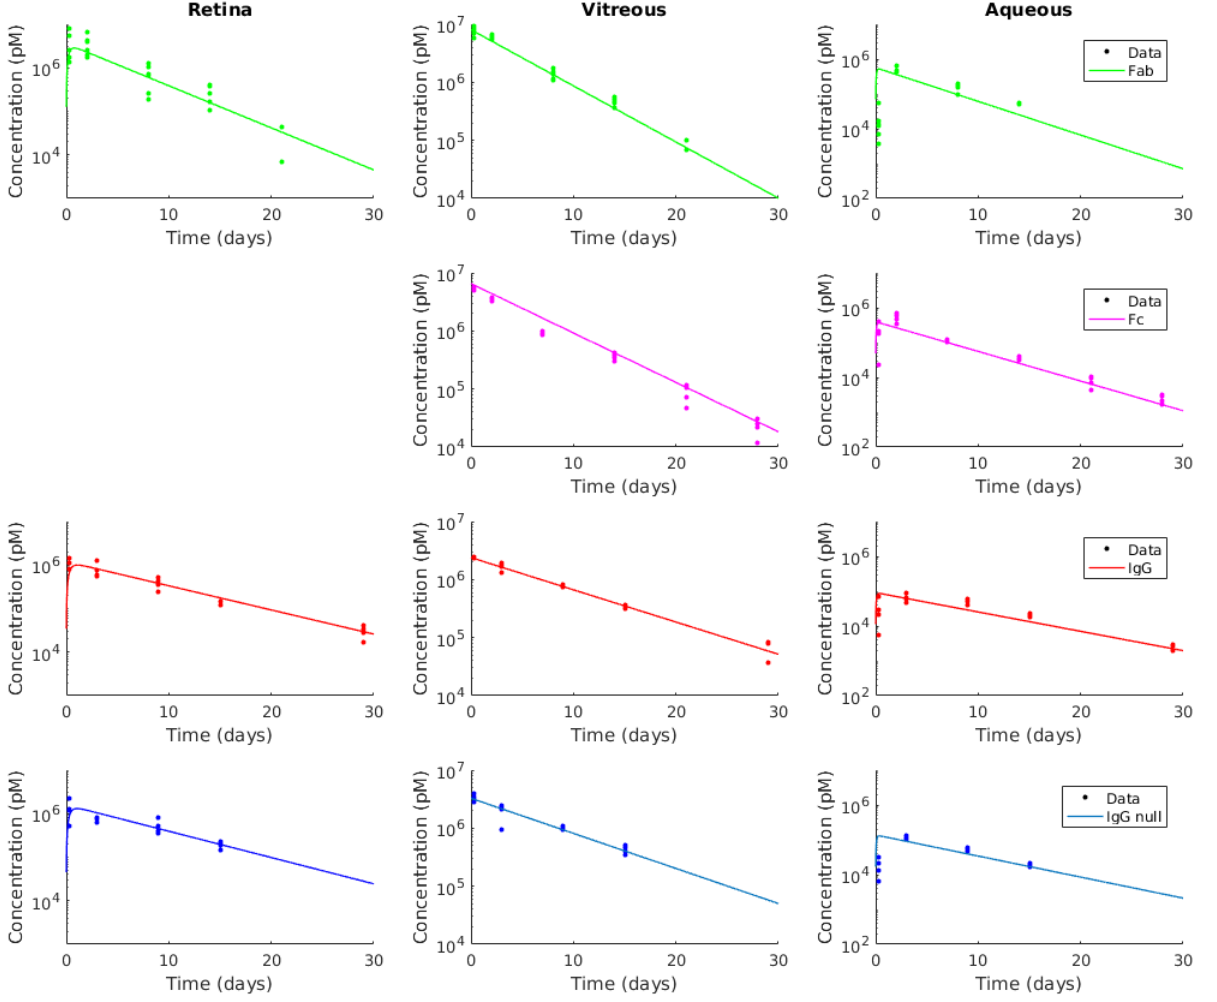 Retina
Vitreous
Aqueous
Concentration (pM)
10^6
10^4
0 10 20 30
Time (days)
Concentration (pM)
10^7
10^6
10^5
10^4
0 10 20 30
Time (days)
Concentration (pM)
10^6
10^4
10^2
0 10 20 30
Time (days)
Data
Fab
Concentration (pM)
10^7
10^6
10^5
10^4
0 10 20 30
Time (days)
Concentration (pM)
10^6
10^4
10^2
0 10 20 30
Time (days)
Data
Fc
Concentration (pM)
10^6
10^4
0 10 20 30
Time (days)
Concentration (pM)
10^7
10^6
10^5
10^4
0 10 20 30
Time (days)
Concentration (pM)
10^6
10^4
10^2
0 10 20 30
Time (days)
Data
IgG
Concentration (pM)
10^6
10^4
0 10 20 30
Time (days)
Concentration (pM)
10^7
10^6
10^5
10^4
0 10 20 30
Time (days)
Concentration (pM)
10^6
10^4
10^2
0 10 20 30
Time (days)
Data
IgG null